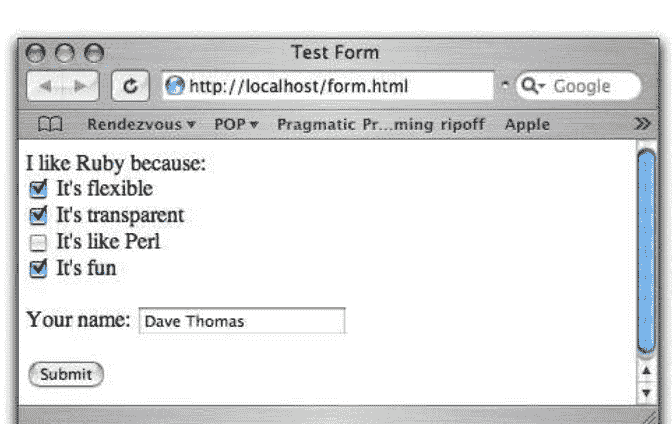 Test Form
http://localhost/form.html
Google
Rendezvous POP Pragmatic Pr...ming ripoff Apple
I like Ruby because:
It's flexible
It's transparent
It's like Perl
It's fun
Your name: Dave Thomas
Submit